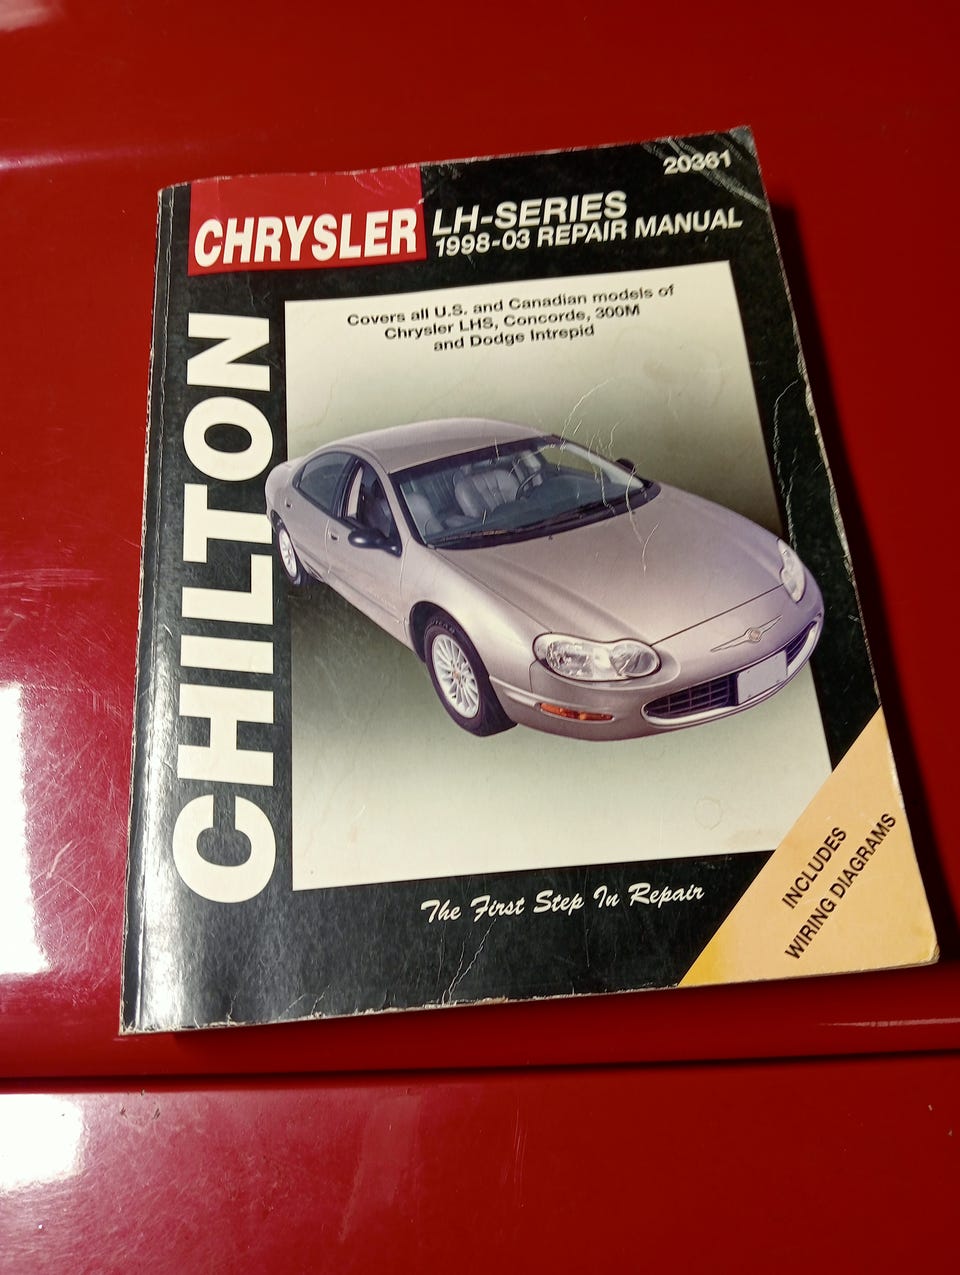 20361
CHRYSLER
LH-SERIES
1998-03 REPAIR MANUAL
Covers all U.S. and Canadian models of
Chrysler LHS, Concorde, 300M
and Dodge Intrepid
CHILTON
The First Step In Repair
INCLUDES
WIRING DIAGRAMS